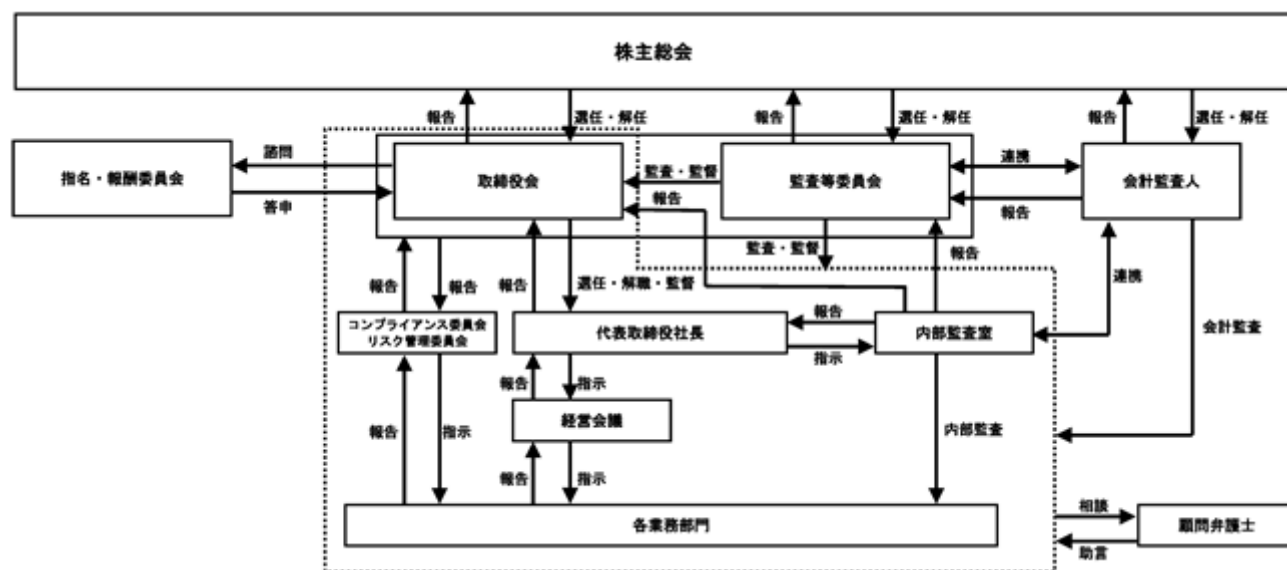 株主総会
報告
選任・解任
報告
選任・解任
報告
選任・解任
指名・報酬委員会
諮問
答申
取締役会
監査・監督
報告
監査等委員会
連携
報告
会計監査人
監査・監督
報告
報告
報告
報告
選任・解職・監督
連携
会計監査
コンプライアンス委員会
リスク管理委員会
代表取締役社長
報告
指示
内部監査室
報告
指示
経営会議
報告
指示
内部監査
報告
指示
各業務部門
相談
助言
顧問弁護士